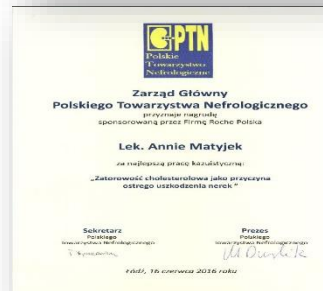 PTN
Polskie
Towarzystwo
Nefrologiczne
Zarząd Główny
Polskiego Towarzystwa Nefrologicznego
przyznaje nagrodę
sponsorowaną przez Firmę Roche Polska
Lek. Annie Matyjek
za najlepszą pracę kazuistyczną:
„Zatorowość cholesterolowa jako przyczyna
ostrego uszkodzenia nerek”
Sekretarz
Polskiego
Towarzystwa Nefrologicznego
Prezes
Polskiego
Towarzystwa Nefrologicznego
Łódź, 16 czerwca 2016 roku